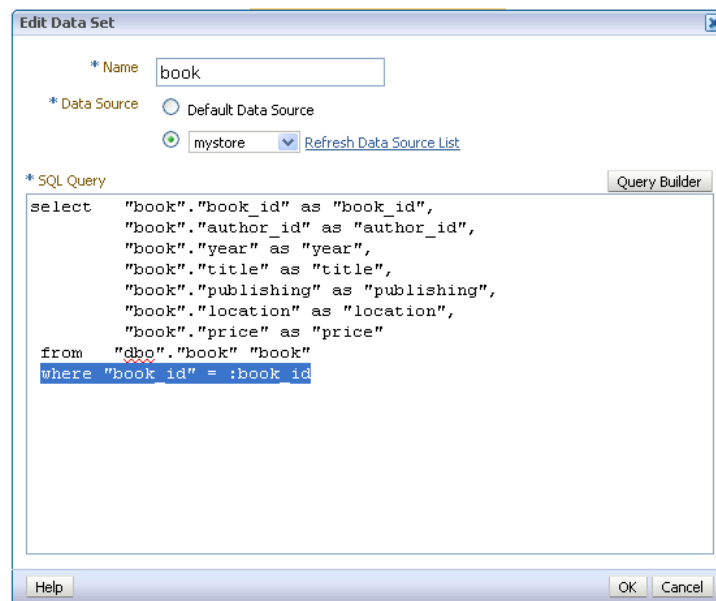 Edit Data Set
* Name book
* Data Source Default Data Source
mystore Refresh Data Source List
* SQL Query Query Builder
select "book"."book_id" as "book_id",
"book"."author_id" as "author_id",
"book"."year" as "year",
"book"."title" as "title",
"book"."publishing" as "publishing",
"book"."location" as "location",
"book"."price" as "price"
from "dbo"."book" "book"
where "book_id" = :book_id
Help OK Cancel